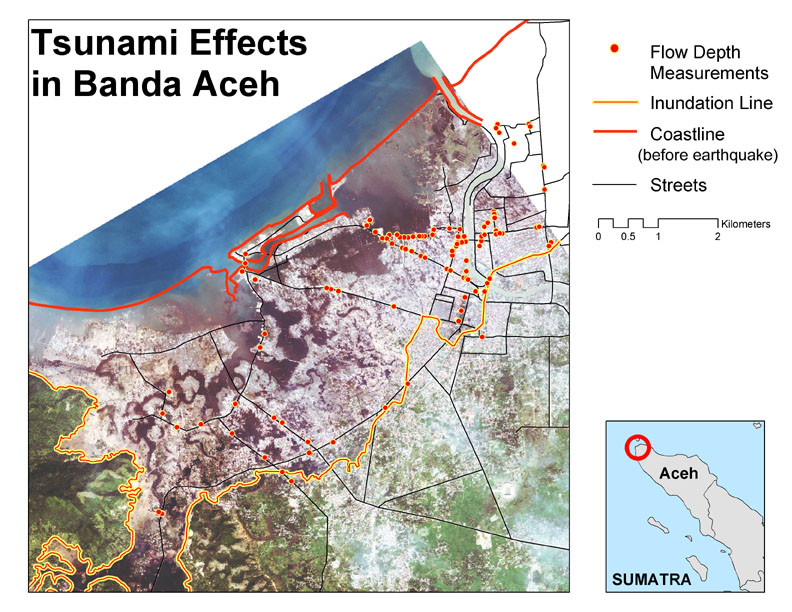 Tsunami Effects
in Banda Aceh
Flow Depth
Measurements
Inundation Line
Coastline
(before earthquake)
Streets
Kilometers
0 0.5 1 2
Aceh
SUMATRA